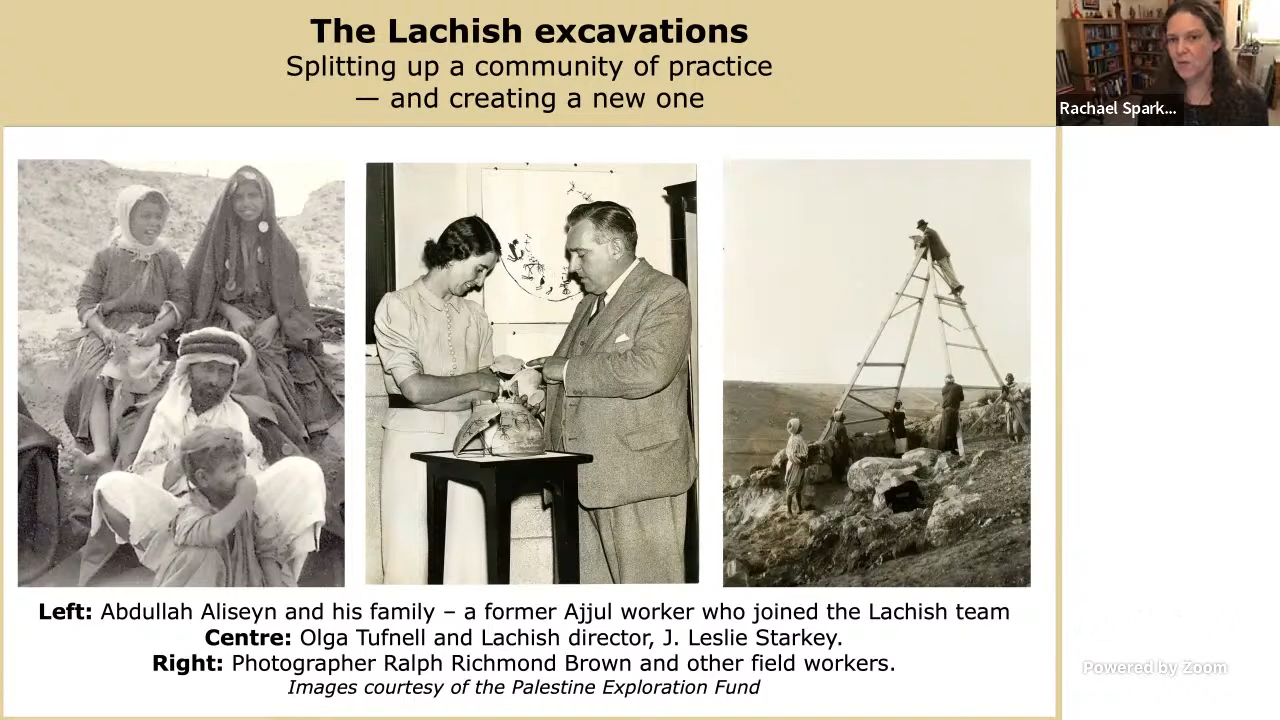 The Lachish excavations
Splitting up a community of practice
— and creating a new one
Rachael Spark...
Left: Abdullah Aliseyn and his family – a former Ajjul worker who joined the Lachish team
Centre: Olga Tufnell and Lachish director, J. Leslie Starkey.
Right: Photographer Ralph Richmond Brown and other field workers.
Images courtesy of the Palestine Exploration Fund
Powered by Zoom